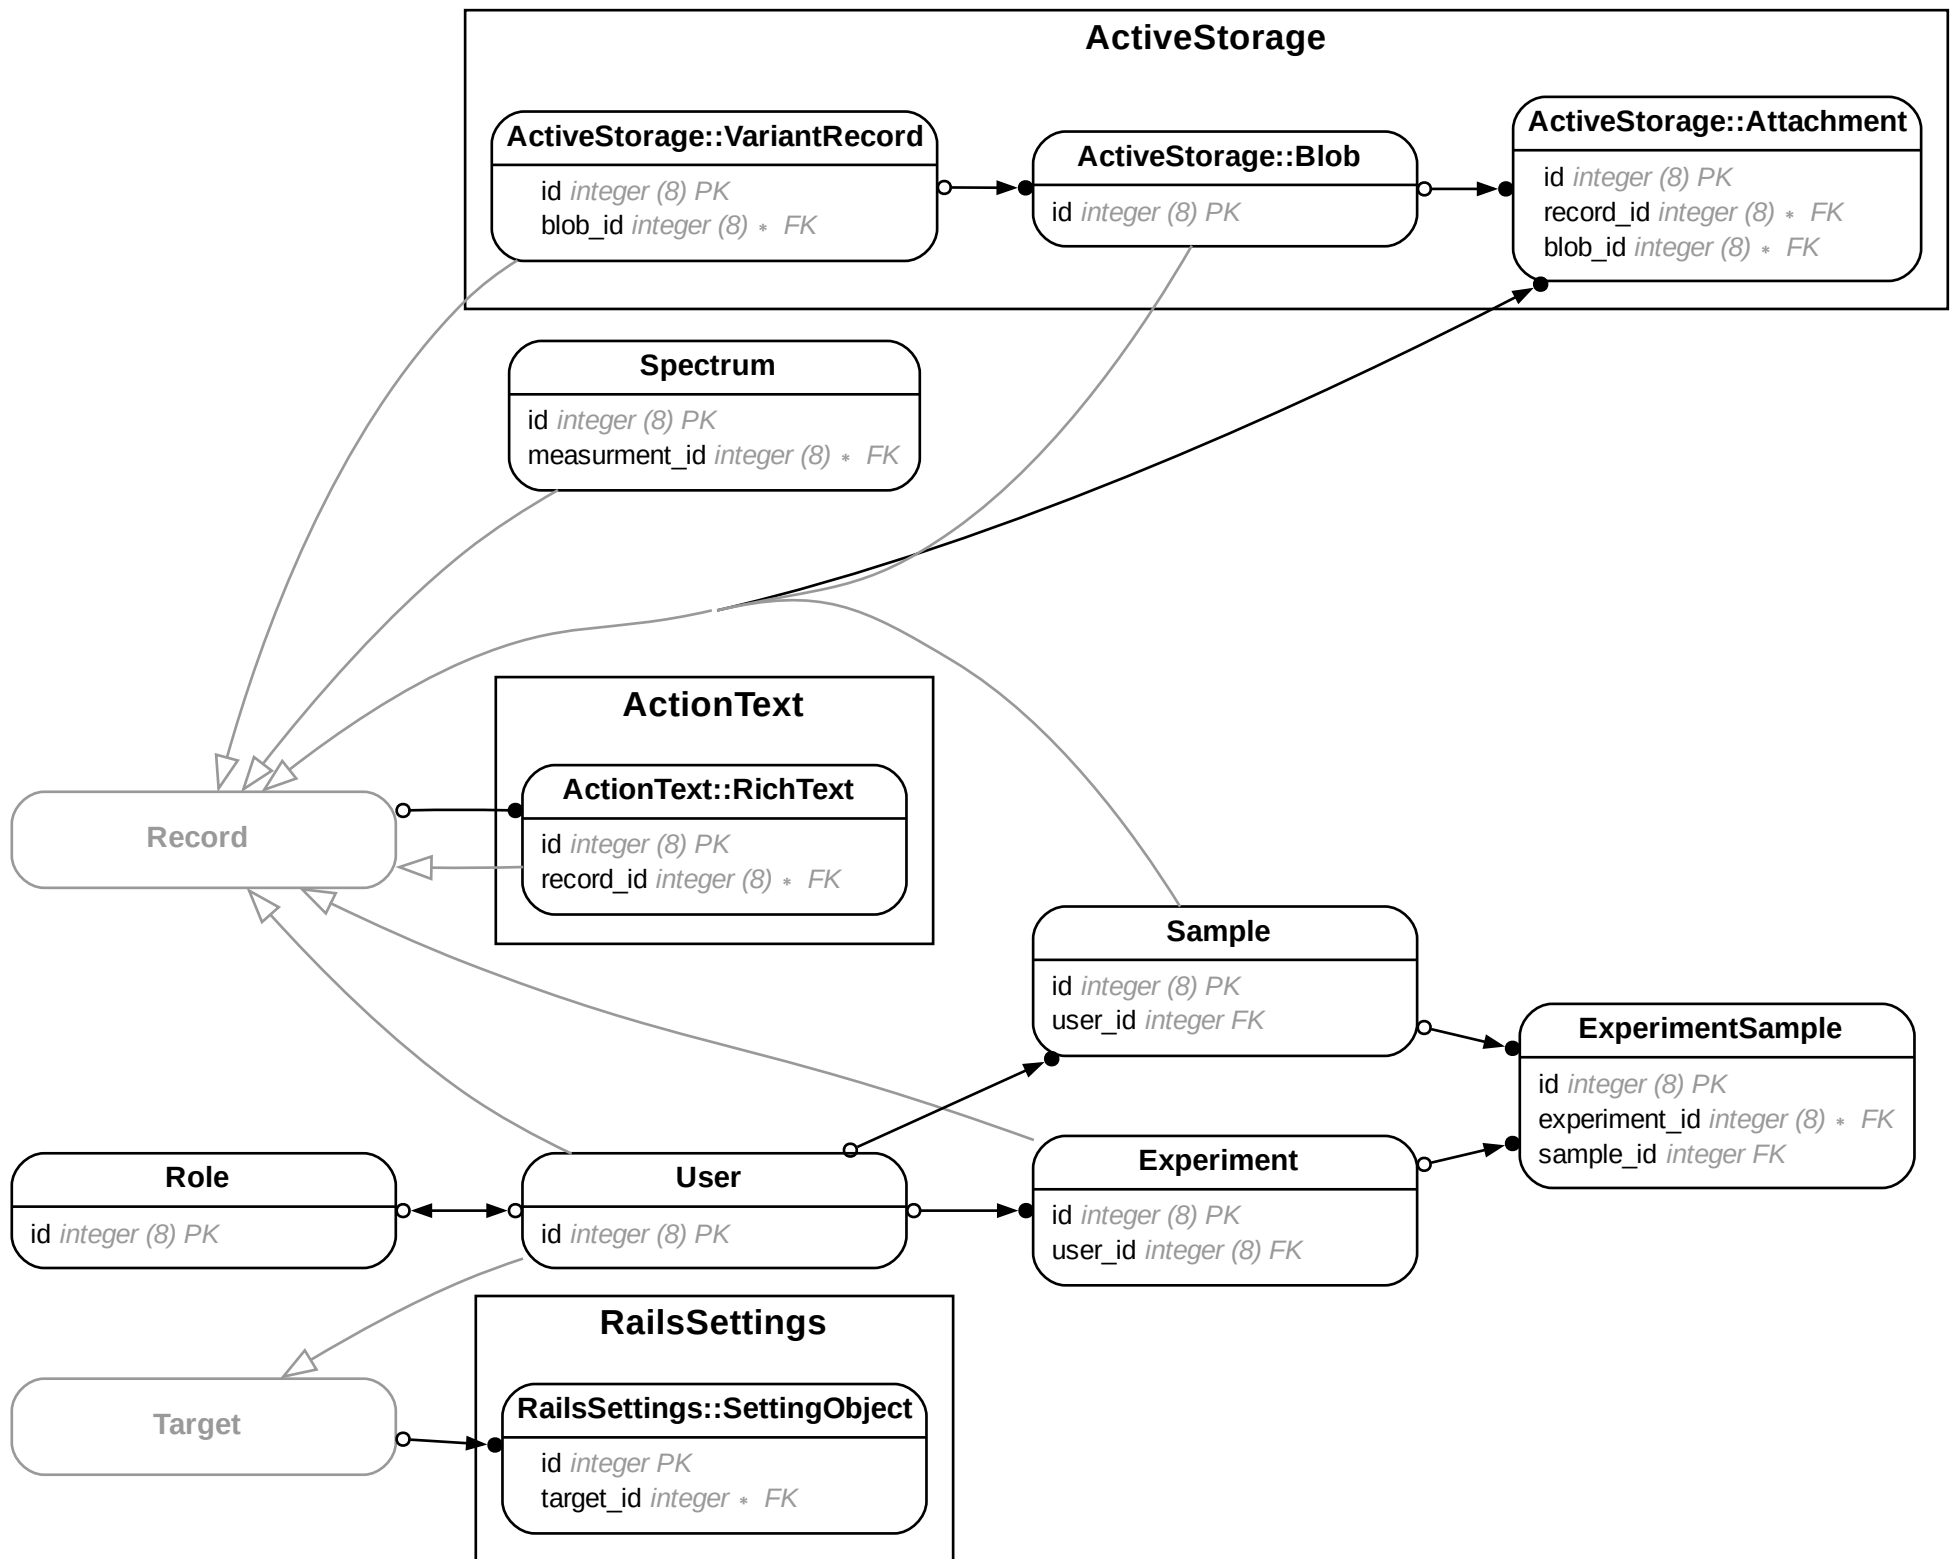 ActiveStorage
ActiveStorage::VariantRecord
id integer (8) PK
blob_id integer (8) * FK
ActiveStorage::Blob
id integer (8) PK
ActiveStorage::Attachment
id integer (8) PK
record_id integer (8) * FK
blob_id integer (8) * FK
Spectrum
id integer (8) PK
measurment_id integer (8) * FK
Record
ActionText
ActionText::RichText
id integer (8) PK
record_id integer (8) * FK
Sample
id integer (8) PK
user_id integer FK
ExperimentSample
id integer (8) PK
experiment_id integer (8) * FK
sample_id integer FK
Role
id integer (8) PK
User
id integer (8) PK
Experiment
id integer (8) PK
user_id integer (8) FK
Target
RailsSettings
RailsSettings::SettingObject
id integer PK
target_id integer * FK